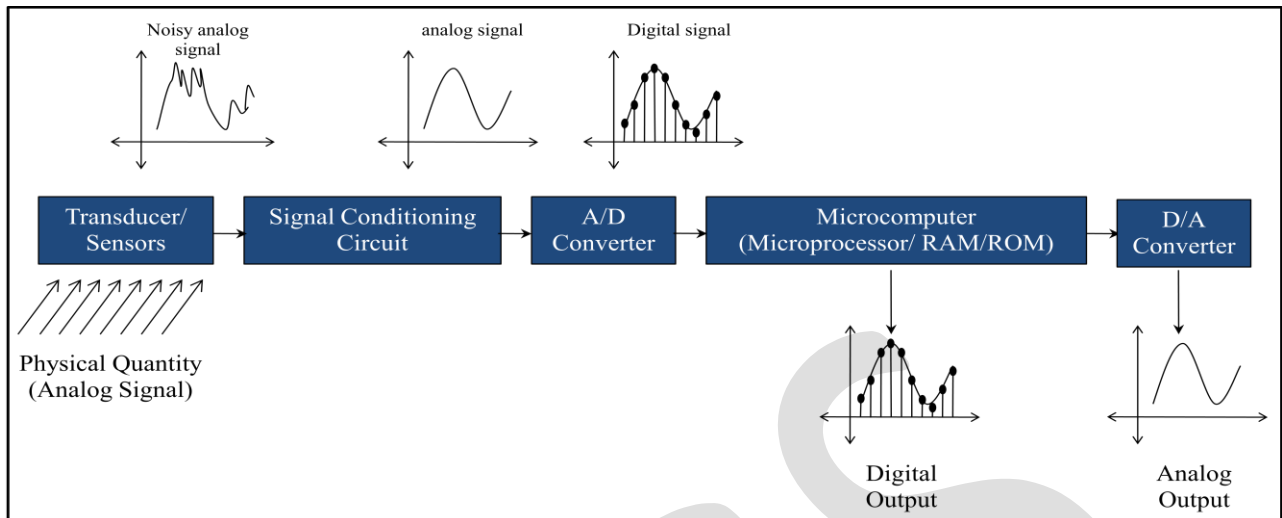 Noisy analog
signal
analog signal
Digital signal
Transducer/
Sensors
Signal Conditioning
Circuit
A/D
Converter
Microcomputer
(Microprocessor/ RAM/ROM)
D/A
Converter
Physical Quantity
(Analog Signal)
Digital
Output
Analog
Output